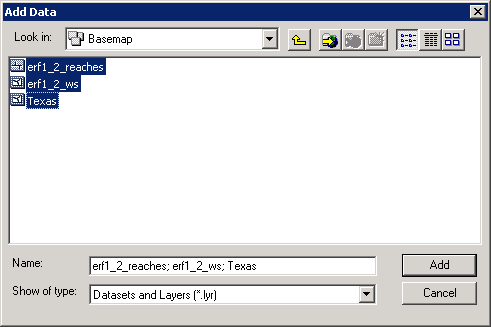 Add Data
Look in: Basemap
erf1_2_reaches
erf1_2_ws
Texas
Name: erf1_2_reaches; erf1_2_ws; Texas Add
Show of type: Datasets and Layers (*.lyr) Cancel